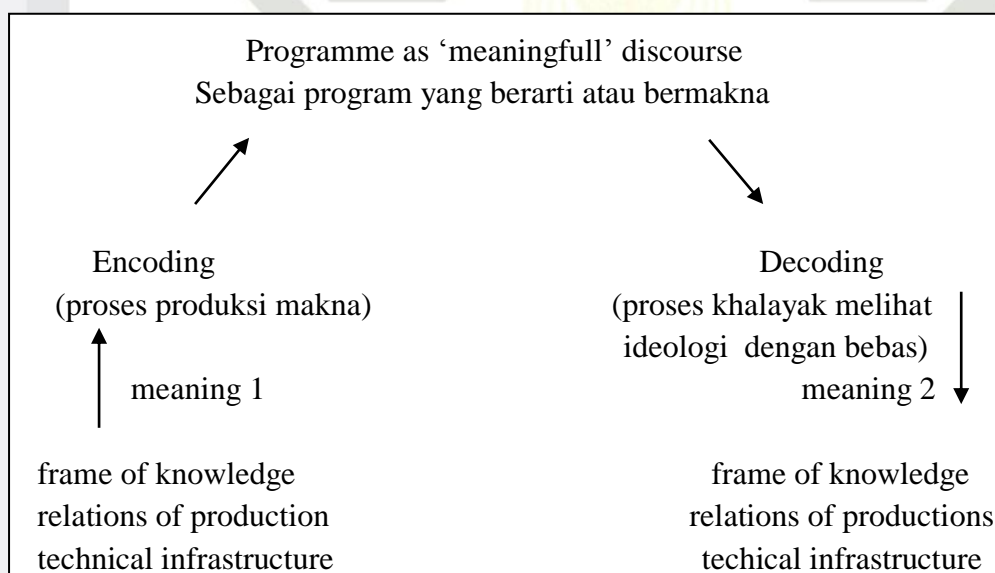 Programme as ‘meaningfull’ discourse
Sebagai program yang berarti atau bermakna
Encoding
(proses produksi makna)
meaning 1
frame of knowledge
relations of production
technical infrastructure
Decoding
(proses khalayak melihat
ideologi dengan bebas)
meaning 2
frame of knowledge
relations of productions
techical infrastructure